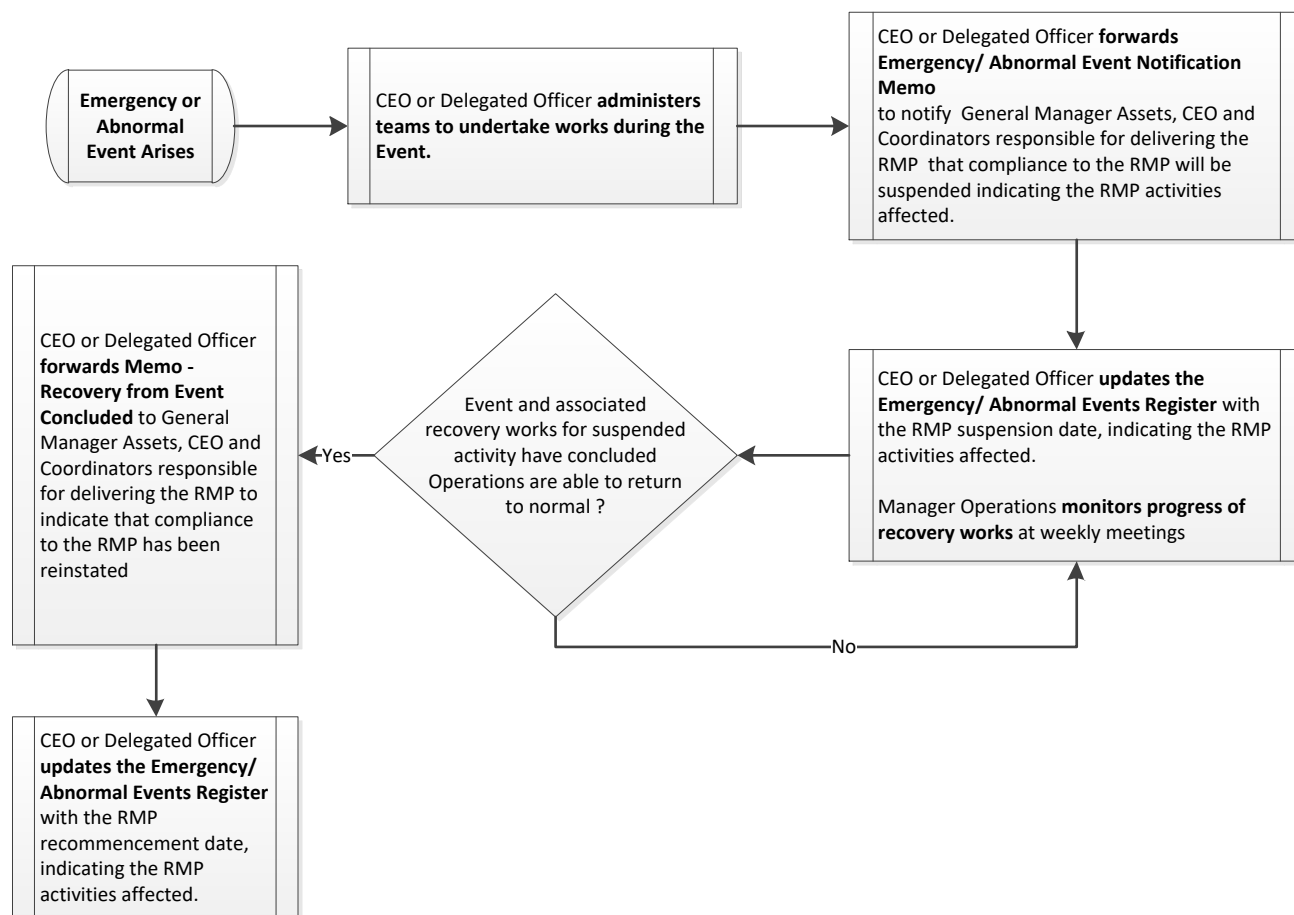 Emergency or
Abnormal
Event Arises
CEO or Delegated Officer administers
teams to undertake works during the
Event.
CEO or Delegated Officer forwards
Emergency/ Abnormal Event Notification
Memo
to notify General Manager Assets, CEO and
Coordinators responsible for delivering the
RMP that compliance to the RMP will be
suspended indicating the RMP activities
affected.
CEO or Delegated Officer updates the
Emergency/ Abnormal Events Register with
the RMP suspension date, indicating the RMP
activities affected.
Manager Operations monitors progress of
recovery works at weekly meetings
Event and associated
recovery works for suspended
activity have concluded
Operations are able to return
to normal ?
No
Yes
CEO or Delegated Officer
forwards Memo -
Recovery from Event
Concluded to General
Manager Assets, CEO and
Coordinators responsible
for delivering the RMP to
indicate that compliance
to the RMP has been
reinstated
CEO or Delegated Officer
updates the Emergency/
Abnormal Events Register
with the RMP
recommencement date,
indicating the RMP
activities affected.